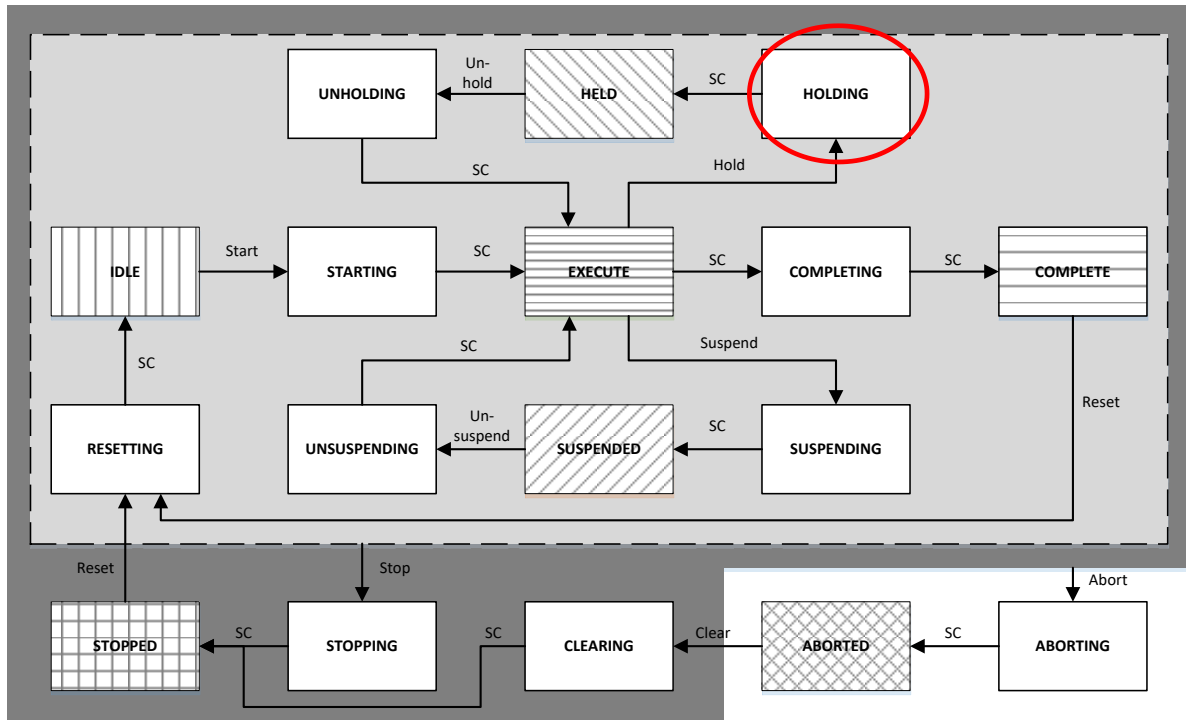 Un-
hold
SC
UNHOLDING
HELD
HOLDING
SC
Hold
Start
SC
SC
SC
IDLE
STARTING
EXECUTE
COMPLETING
COMPLETE
SC
SC
Suspend
Reset
Un-
suspend
SC
RESETTING
UNSUSPENDING
SUSPENDED
SUSPENDING
Reset
Stop
Abort
SC
SC
Clear
SC
STOPPED
STOPPING
CLEARING
ABORTED
ABORTING